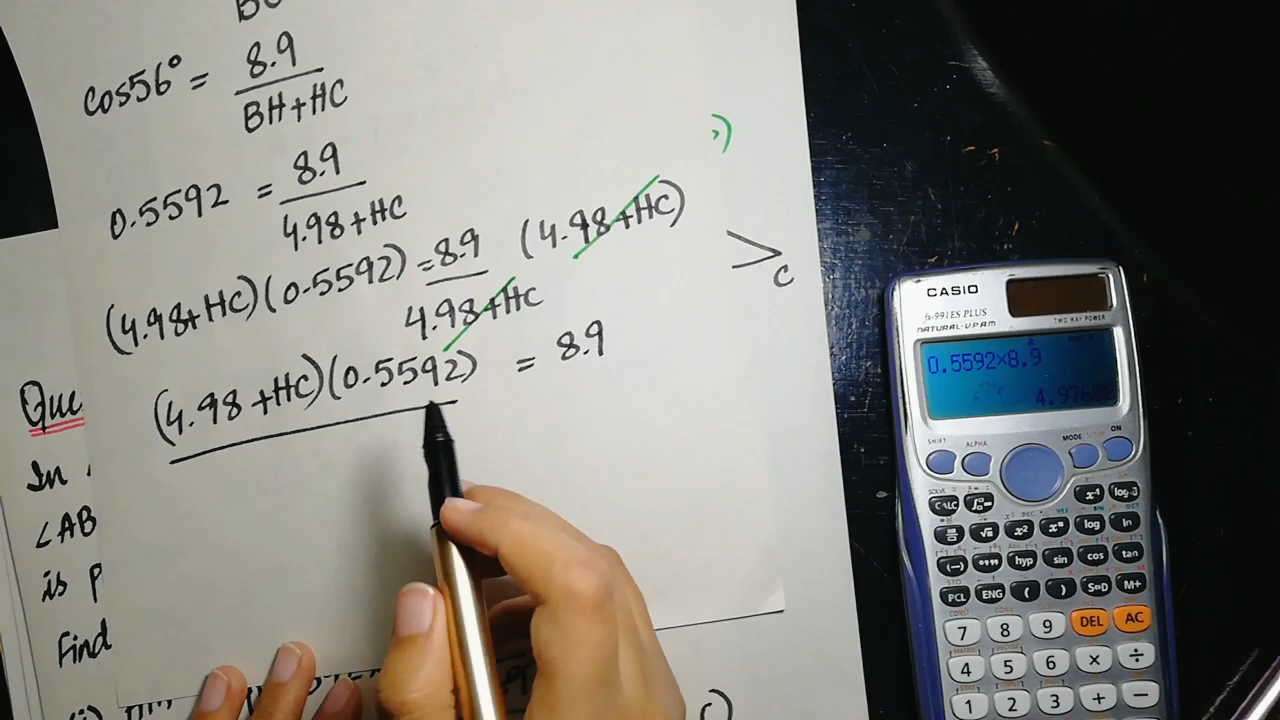 cos56° = 8.9 / BH+HC
0.5592 = 8.9 / 4.98+HC
(4.98+HC)(0.5592) = 8.9 / 4.98+HC (4.98+HC)
(4.98+HC)(0.5592) = 8.9
C
Que
In
∠AB
is P
Find
CASIO
fx-991ES PLUS
NATURAL-V.P.A.M.
TWO WAY POWER
0.5592×8.9
4.9768
SHIFT ALPHA MODE ON
CALC √ x² log ln
(−) hyp sin cos tan
RCL ENG ( ) S⇔D M+
7 8 9 DEL AC
4 5 6 × ÷
1 2 3 + −